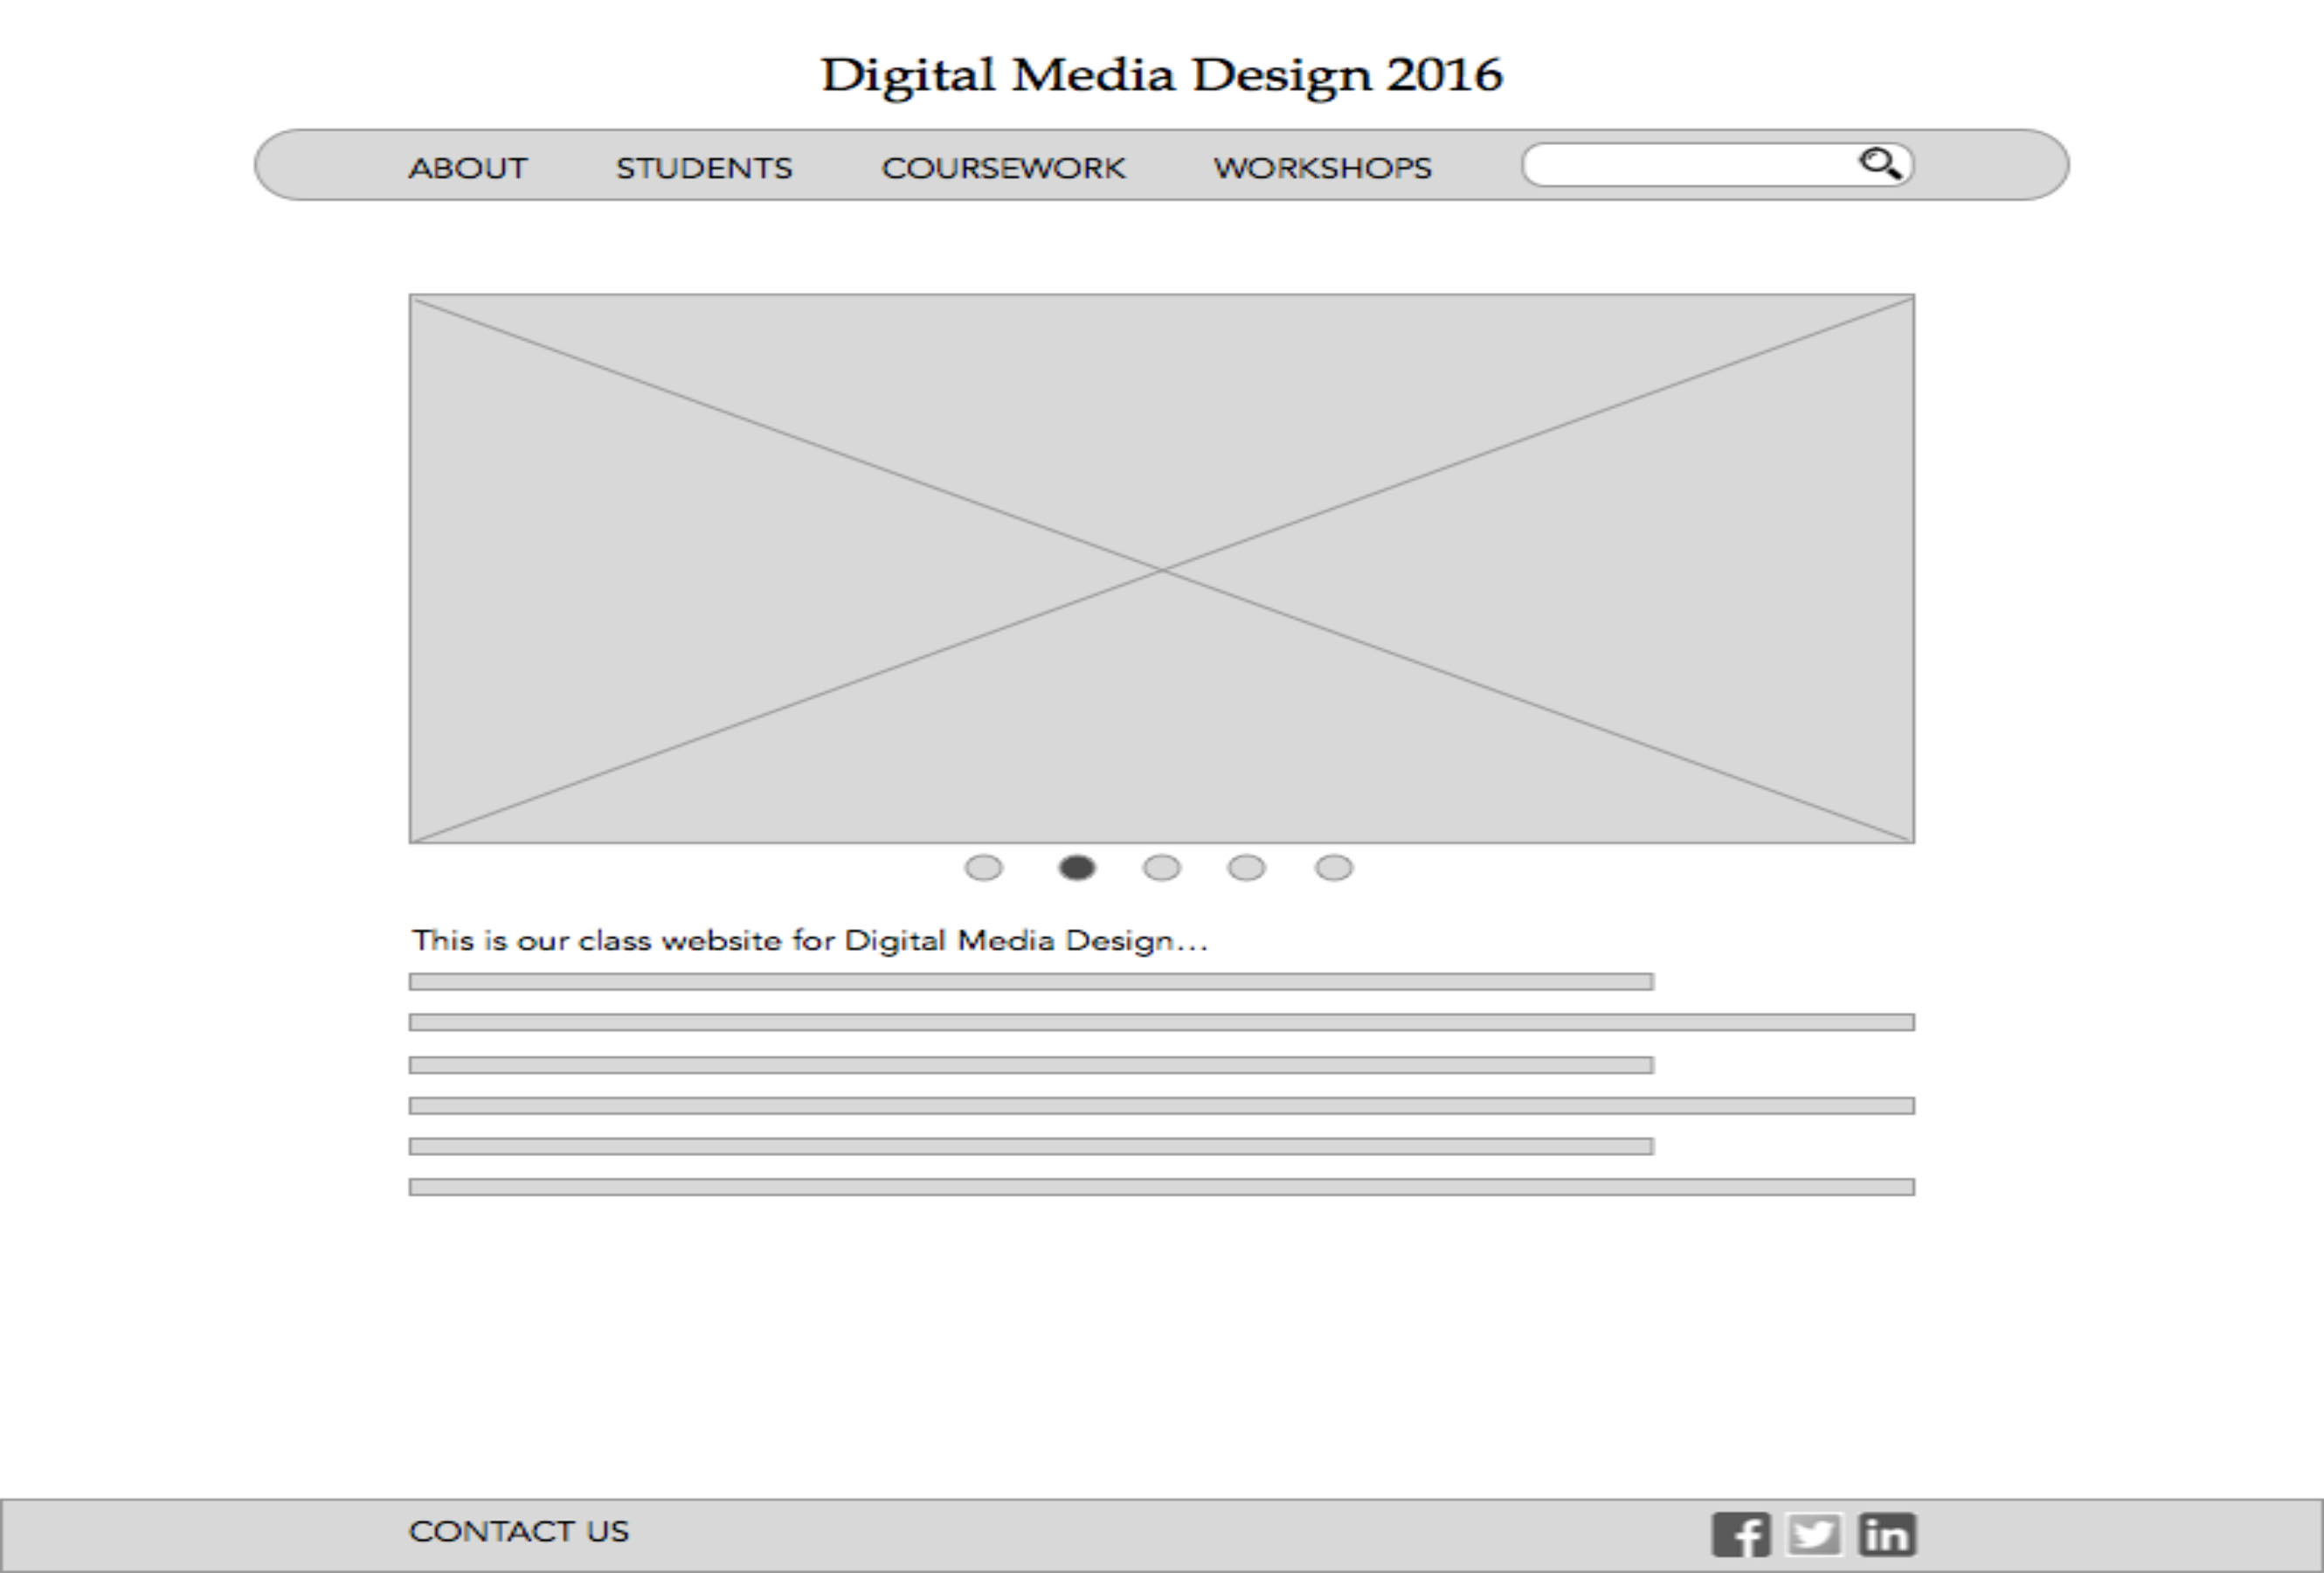 Digital Media Design 2016
ABOUT STUDENTS COURSEWORK WORKSHOPS
This is our class website for Digital Media Design...
CONTACT US
f in